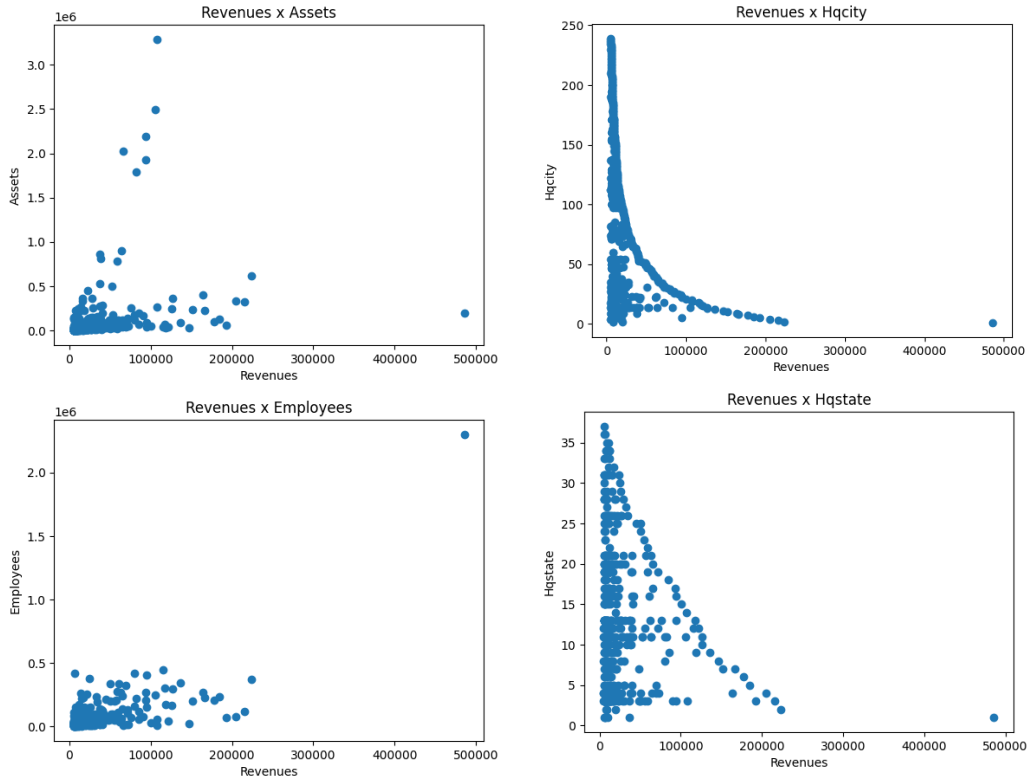 Revenues x Assets
1e6
3.0
2.5
2.0
1.5
1.0
0.5
0.0
Assets
0 100000 200000 300000 400000 500000
Revenues
Revenues x Hqcity
250
200
150
100
50
0
Hqcity
0 100000 200000 300000 400000 500000
Revenues
Revenues x Employees
1e6
2.0
1.5
1.0
0.5
0.0
Employees
0 100000 200000 300000 400000 500000
Revenues
Revenues x Hqstate
35
30
25
20
15
10
5
0
Hqstate
0 100000 200000 300000 400000 500000
Revenues